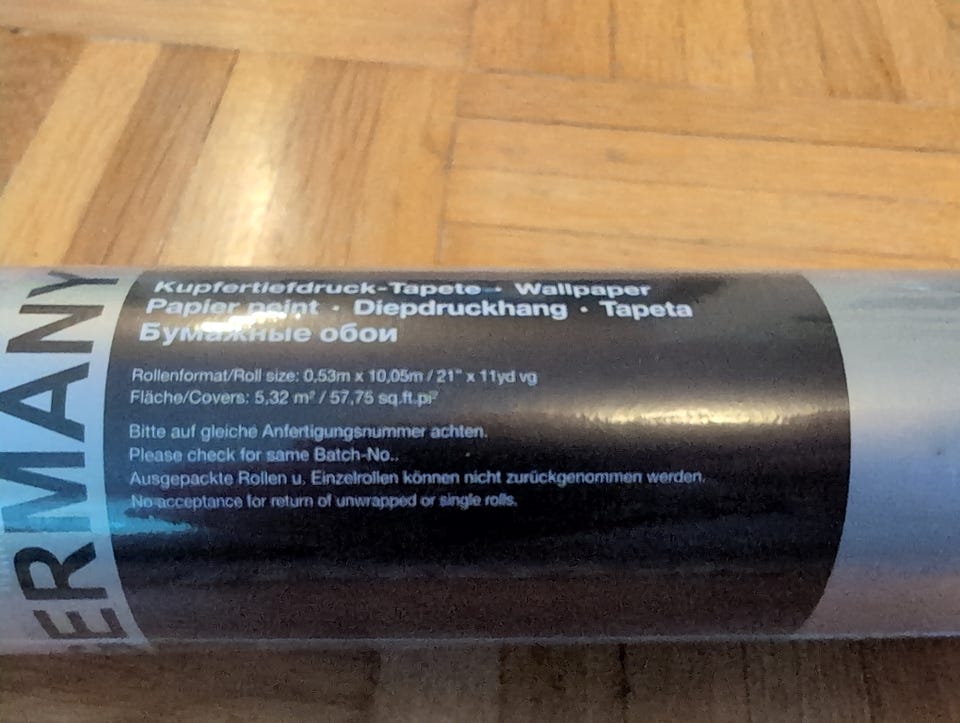 Kupfertiefdruck-Tapete · Wallpaper
Papier peint · Diepdruckhang · Tapeta
Бумажные обои
Rollenformat/Roll size: 0,53m x 10,05m / 21" x 11yd vg
Fläche/Covers: 5,32 m² / 57,75 sq.ft.pi²
Bitte auf gleiche Anfertigungsnummer achten.
Please check for same Batch-No..
Ausgepackte Rollen u. Einzelrollen können nicht zurückgenommen werden.
No acceptance for return of unwrapped or single rolls.
GERMANY